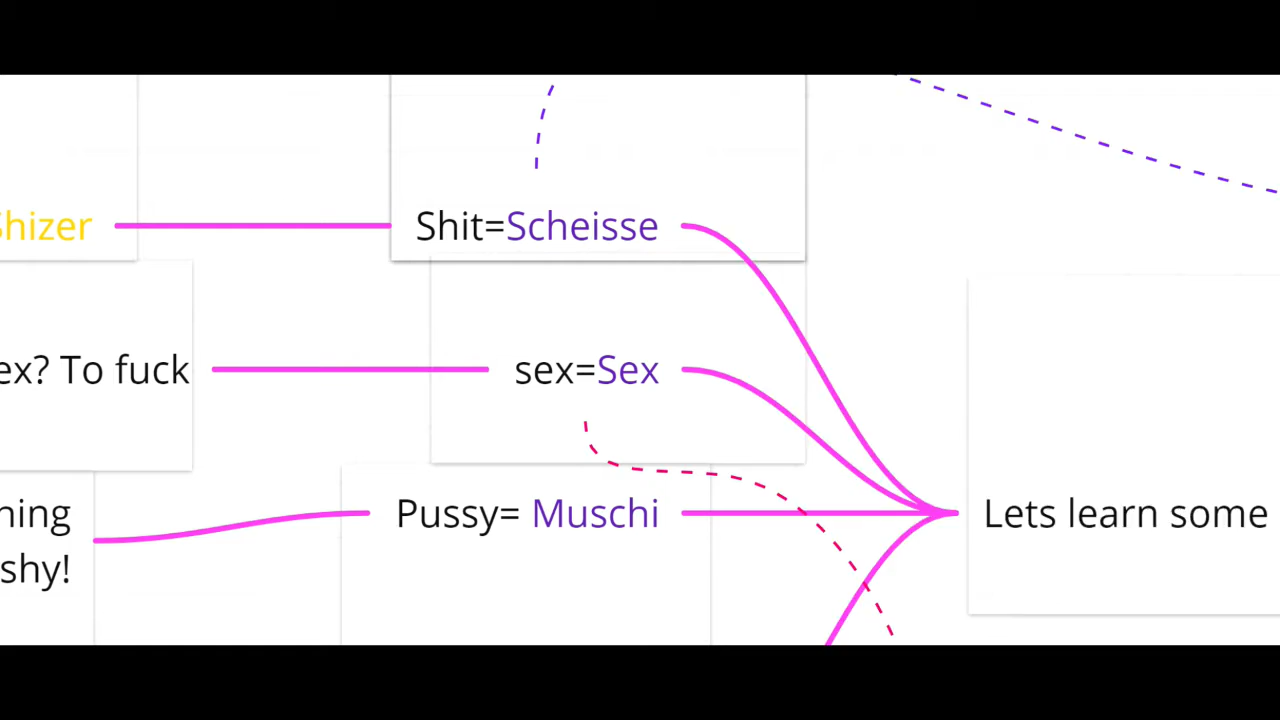 Shizer
Shit=Scheisse
ex? To fuck
sex=Sex
hing
shy!
Pussy= Muschi
Lets learn some